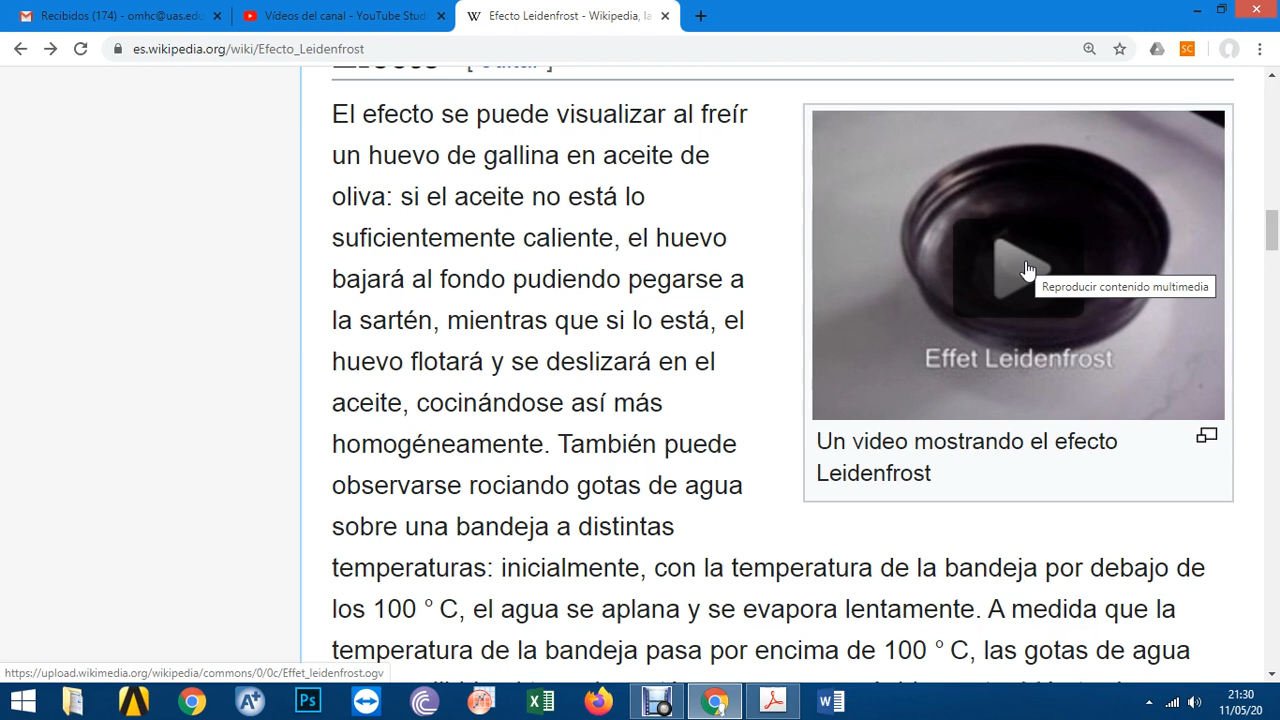 Recibidos (174) - omhc@uas.edu.
Vídeos del canal - YouTube Studi
Efecto Leidenfrost - Wikipedia, la
es.wikipedia.org/wiki/Efecto_Leidenfrost
El efecto se puede visualizar al freír
un huevo de gallina en aceite de
oliva: si el aceite no está lo
suficientemente caliente, el huevo
bajará al fondo pudiendo pegarse a
la sartén, mientras que si lo está, el
huevo flotará y se deslizará en el
aceite, cocinándose así más
homogéneamente. También puede
observarse rociando gotas de agua
sobre una bandeja a distintas
temperaturas: inicialmente, con la temperatura de la bandeja por debajo de
los 100 ° C, el agua se aplana y se evapora lentamente. A medida que la
temperatura de la bandeja pasa por encima de 100 ° C, las gotas de agua
Reproducir contenido multimedia
Effet Leidenfrost
Un video mostrando el efecto
Leidenfrost
https://upload.wikimedia.org/wikipedia/commons/0/0c/Effet_leidenfrost.ogv
SC
A+
Ps
21:30
11/05/20